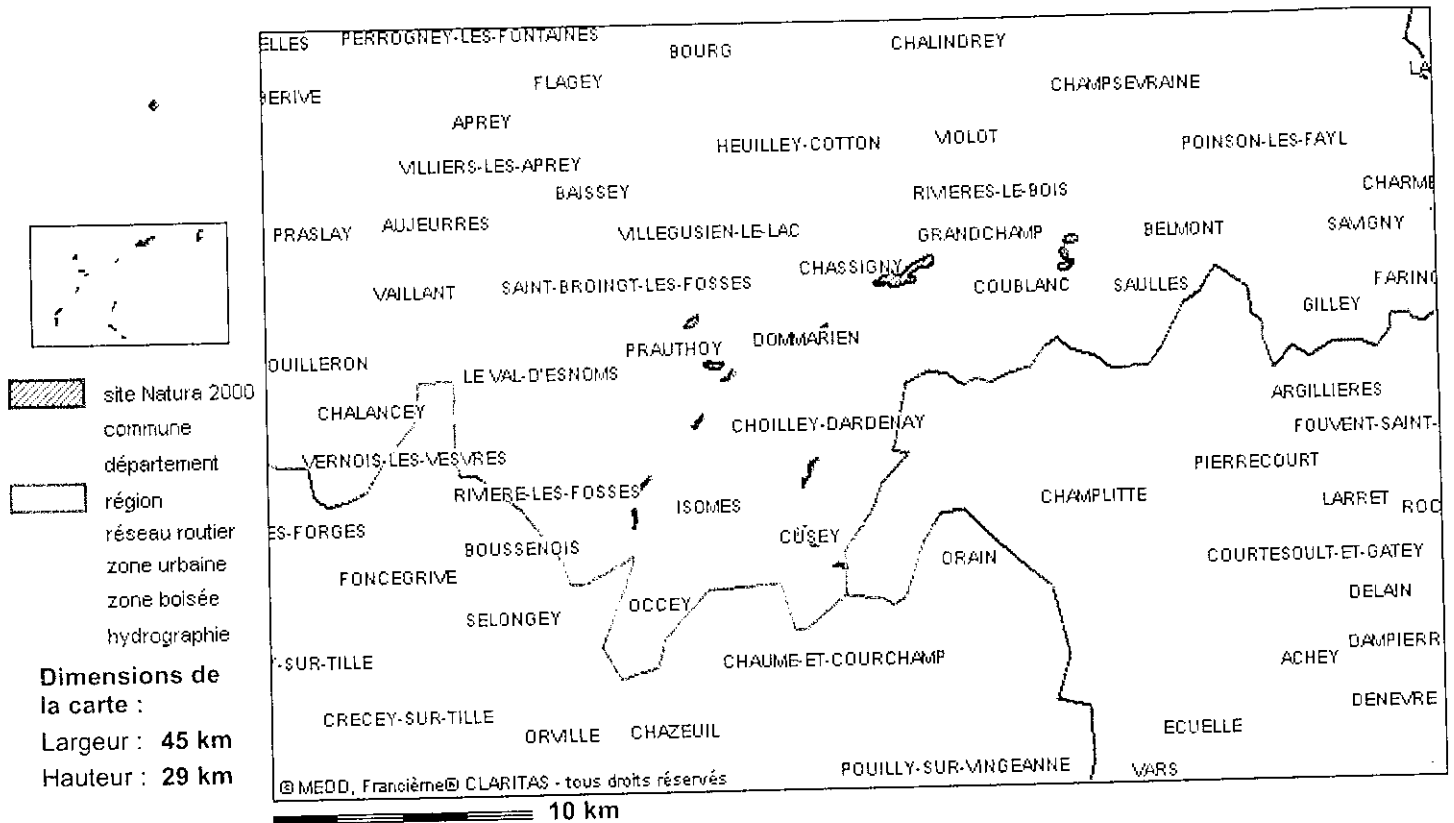 ELLES
PERROGNEY-LES-FONTAINES
BOURG
CHALINDREY
BERIVE
FLAGEY
CHAMPSEVRAINE
APREY
HEUILLEY-COTTON
VIOLOT
POINSON-LES-FAYL
VILLIERS-LES-APREY
BAISSEY
RIVIERES-LE-BOIS
CHARME
PRASLAY
AUJEURRES
VILLEGUSIEN-LE-LAC
GRANDCHAMP
BELMONT
SAVIGNY
CHASSIGNY
VAILLANT
SAINT-BROINGT-LES-FOSSES
COUBLANC
SAULLES
GILLEY
FARINC
OUILLERON
PRAUTHOY
DOMMARIEN
LE VAL-D'ESNOMS
ARGILLIERES
CHALANCEY
CHOILLEY-DARDENAY
FOUVENT-SAINT-
VERNOIS-LES-VESVRES
PIERRECOURT
RIVIERE-LES-FOSSES
ISOMES
CHAMPLITTE
LARRET
ROC
ES-FORGES
BOUSSENOIS
CUSEY
ORAIN
COURTESOULT-ET-GATEY
FONCEGRIVE
OCCEY
DELAIN
SELONGEY
DAMPIERR
-SUR-TILLE
CHAUME-ET-COURCHAMP
ACHEY
DENEVRE
CRECEY-SUR-TILLE
ORVILLE
CHAZEUIL
ECUELLE
POUILLY-SUR-VINGEANNE
VARS
© MEDD, Francième® CLARITAS - tous droits réservés
10 km
site Natura 2000
commune
département
région
réseau routier
zone urbaine
zone boisée
hydrographie
Dimensions de
la carte :
Largeur : 45 km
Hauteur : 29 km